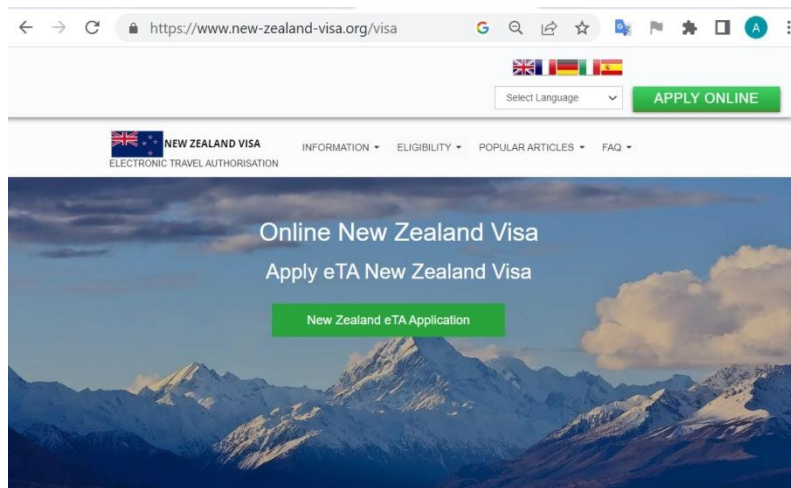 https://www.new-zealand-visa.org/visa
Select Language
APPLY ONLINE
NEW ZEALAND VISA
ELECTRONIC TRAVEL AUTHORISATION
INFORMATION
ELIGIBILITY
POPULAR ARTICLES
FAQ
Online New Zealand Visa
Apply eTA New Zealand Visa
New Zealand eTA Application